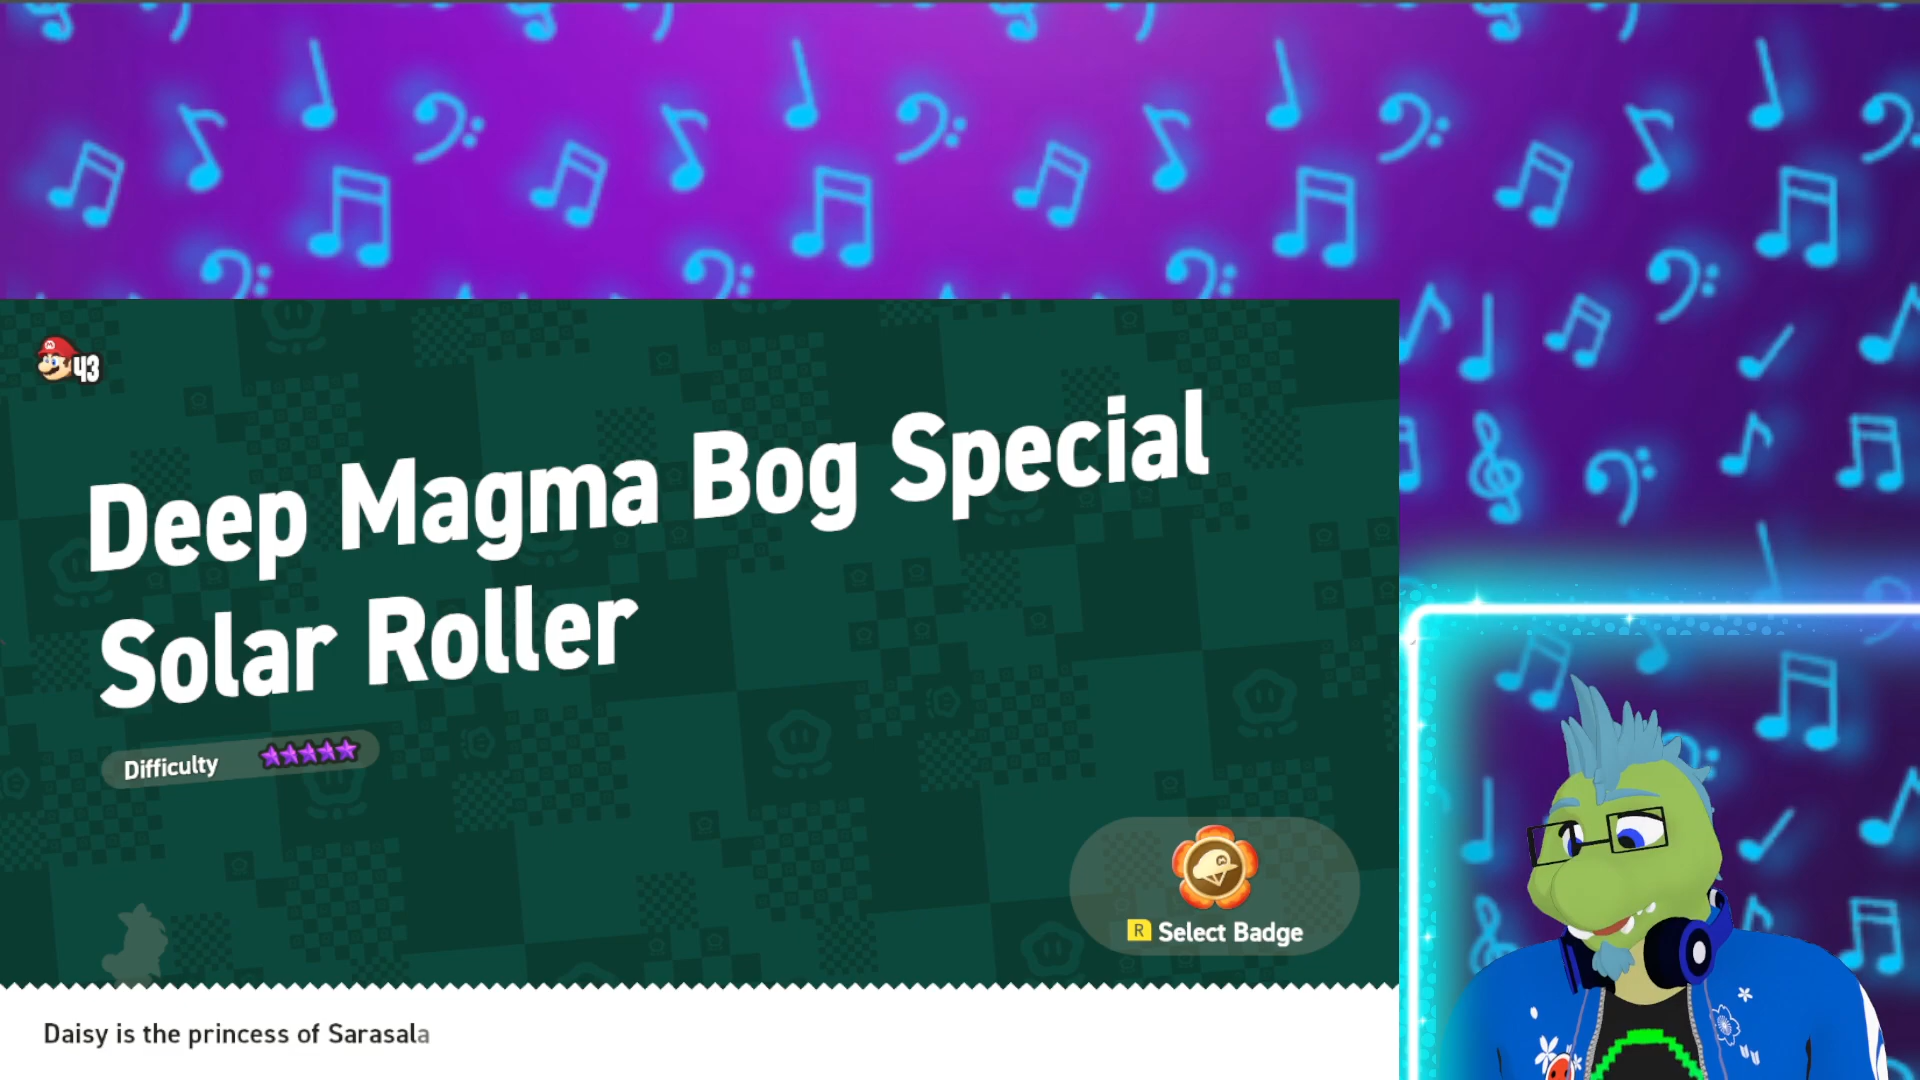 43
Deep Magma Bog Special
Solar Roller
Difficulty
R Select Badge
Daisy is the princess of Sarasala